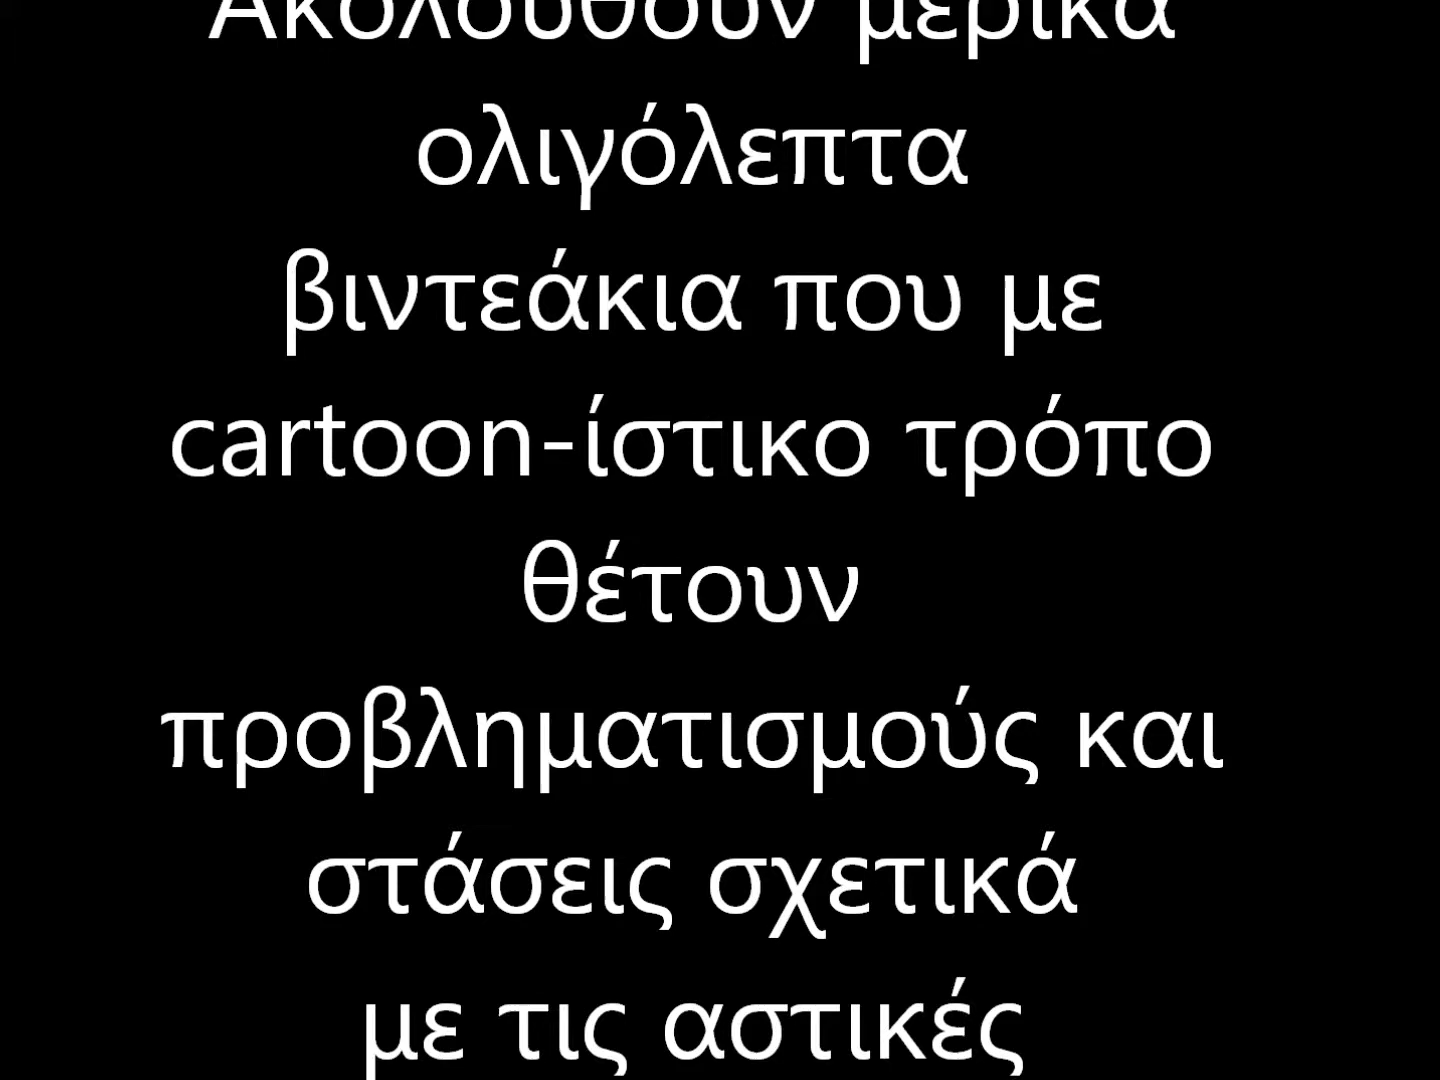 Ακολουθούν μερικά
ολιγόλεπτα
βιντεάκια που με
cartoon-ίστικο τρόπο
θέτουν
προβληματισμούς και
στάσεις σχετικά
με τις αστικές